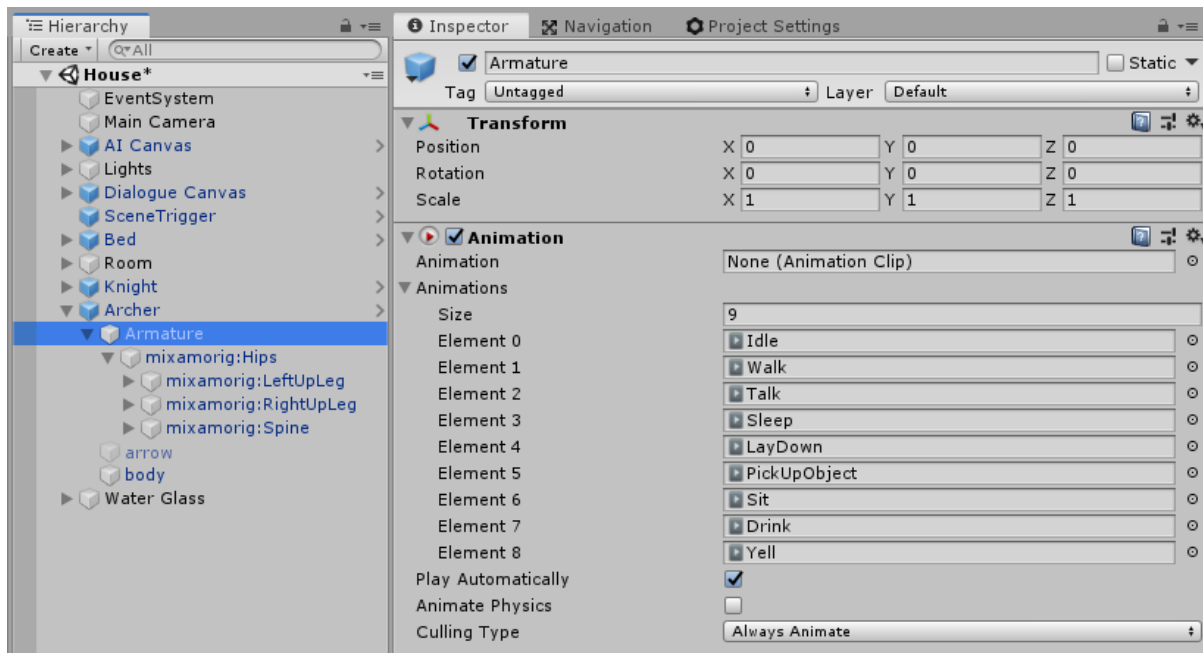 Hierarchy
Create
All
House*
EventSystem
Main Camera
AI Canvas
Lights
Dialogue Canvas
SceneTrigger
Bed
Room
Knight
Archer
Armature
mixamorig:Hips
mixamorig:LeftUpLeg
mixamorig:RightUpLeg
mixamorig:Spine
arrow
body
Water Glass
Inspector Navigation Project Settings
Armature Static
Tag Untagged Layer Default
Transform
Position X 0 Y 0 Z 0
Rotation X 0 Y 0 Z 0
Scale X 1 Y 1 Z 1
Animation
Animation None (Animation Clip)
Animations
Size 9
Element 0 Idle
Element 1 Walk
Element 2 Talk
Element 3 Sleep
Element 4 LayDown
Element 5 PickUpObject
Element 6 Sit
Element 7 Drink
Element 8 Yell
Play Automatically
Animate Physics
Culling Type Always Animate